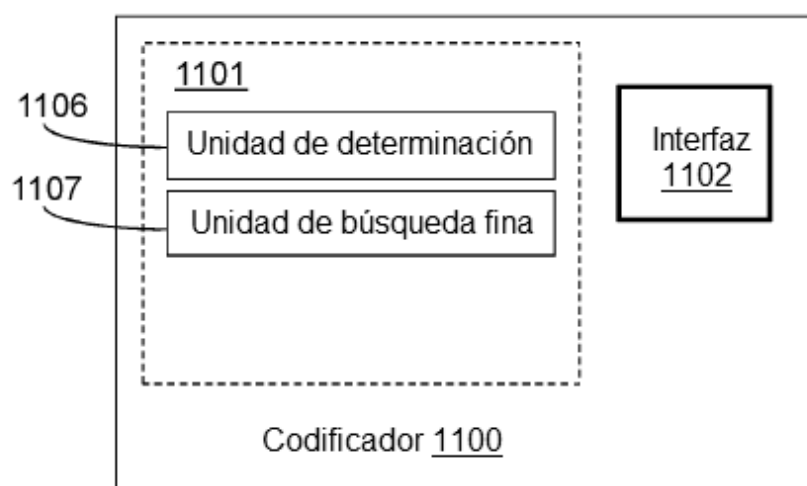 1101
1106
Unidad de determinación
1107
Unidad de búsqueda fina
Interfaz
1102
Codificador 1100